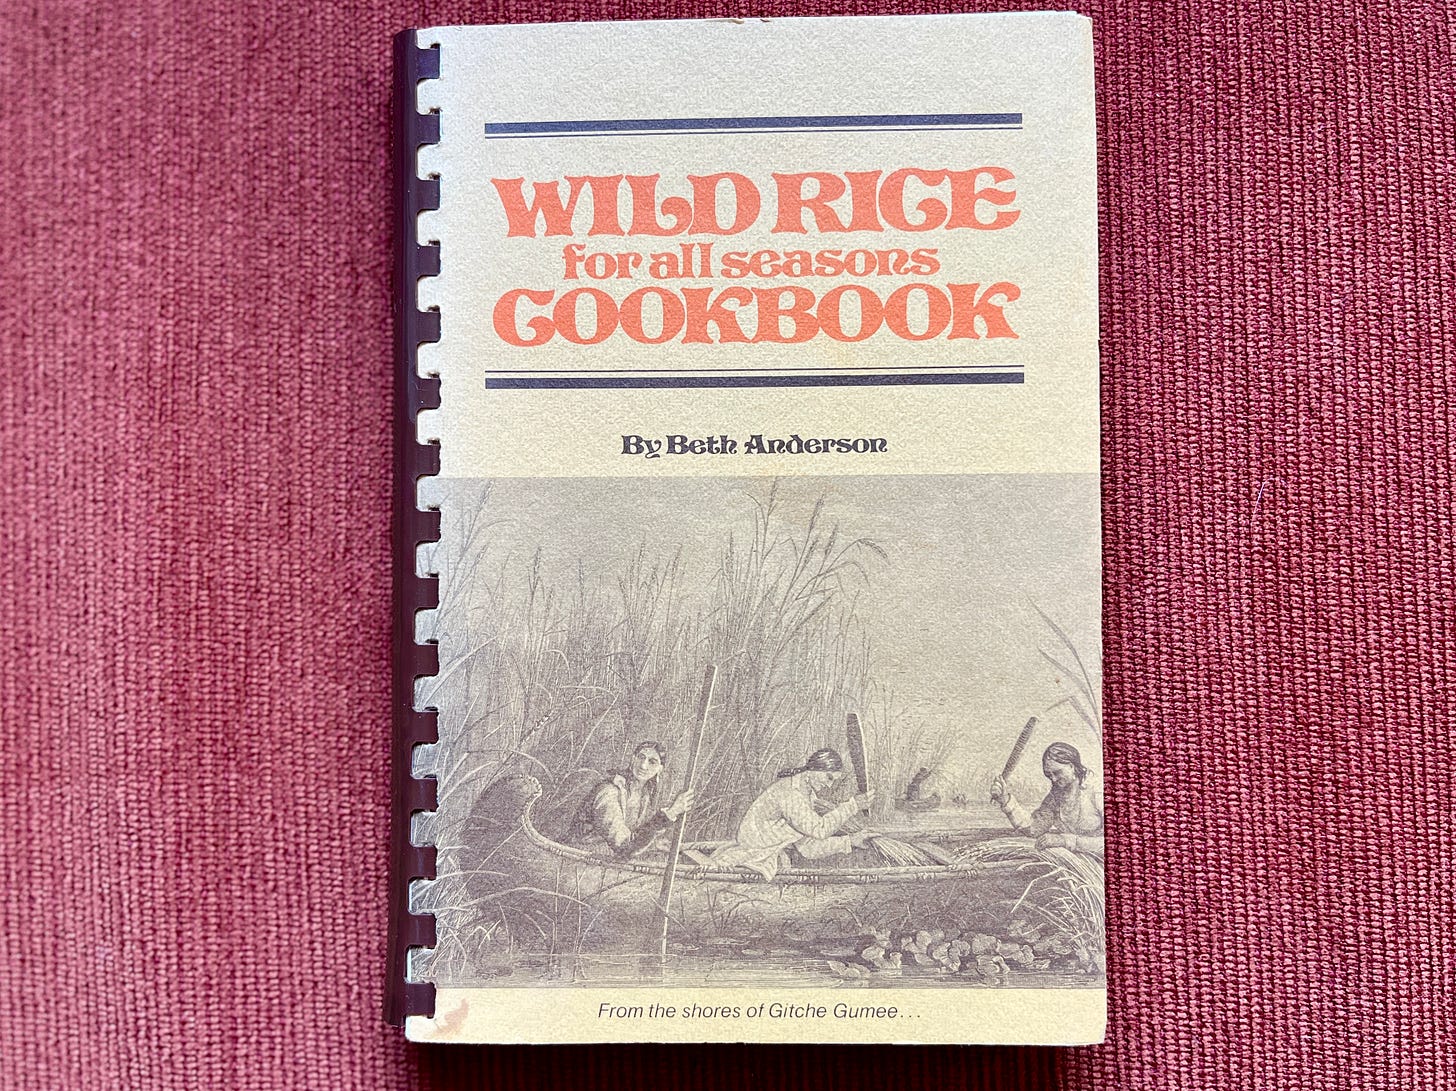 WILD RICE
for all seasons
COOKBOOK
By Beth Anderson
From the shores of Gitche Gumee...